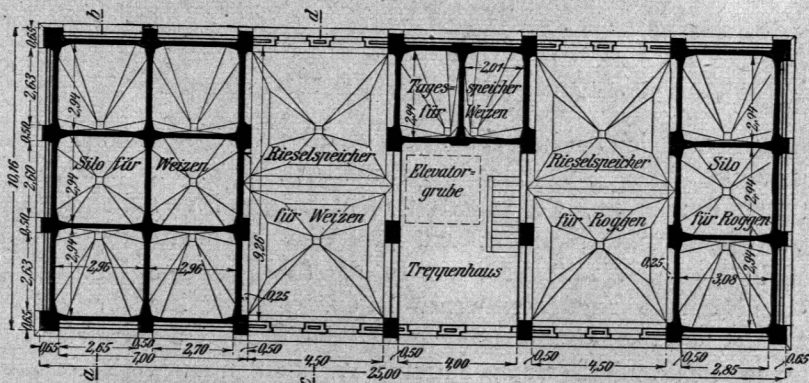 b
d
0,65
2,63
0,50
2,60
0,50
2,63
0,65
10,16
2,94
2,94
2,94
Silo für Weizen
2,96
2,96
0,25
Rieselspeicher
für Weizen
9,26
Tages=
speicher
für
Weizen
2,01
2,94
Elevator=
grube
Treppenhaus
Rieselspeicher
für Roggen
2,94
2,94
2,94
Silo
für Roggen
0,25
3,08
0,65
2,65
0,50
2,70
0,50
4,50
0,50
4,00
0,50
4,50
0,50
2,85
0,65
7,00
25,00
a
c